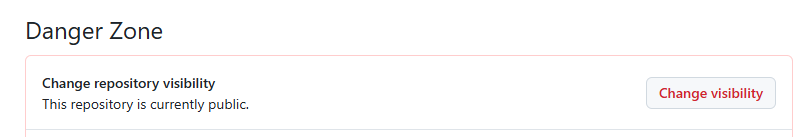 Danger Zone
Change repository visibility
This repository is currently public.
Change visibility